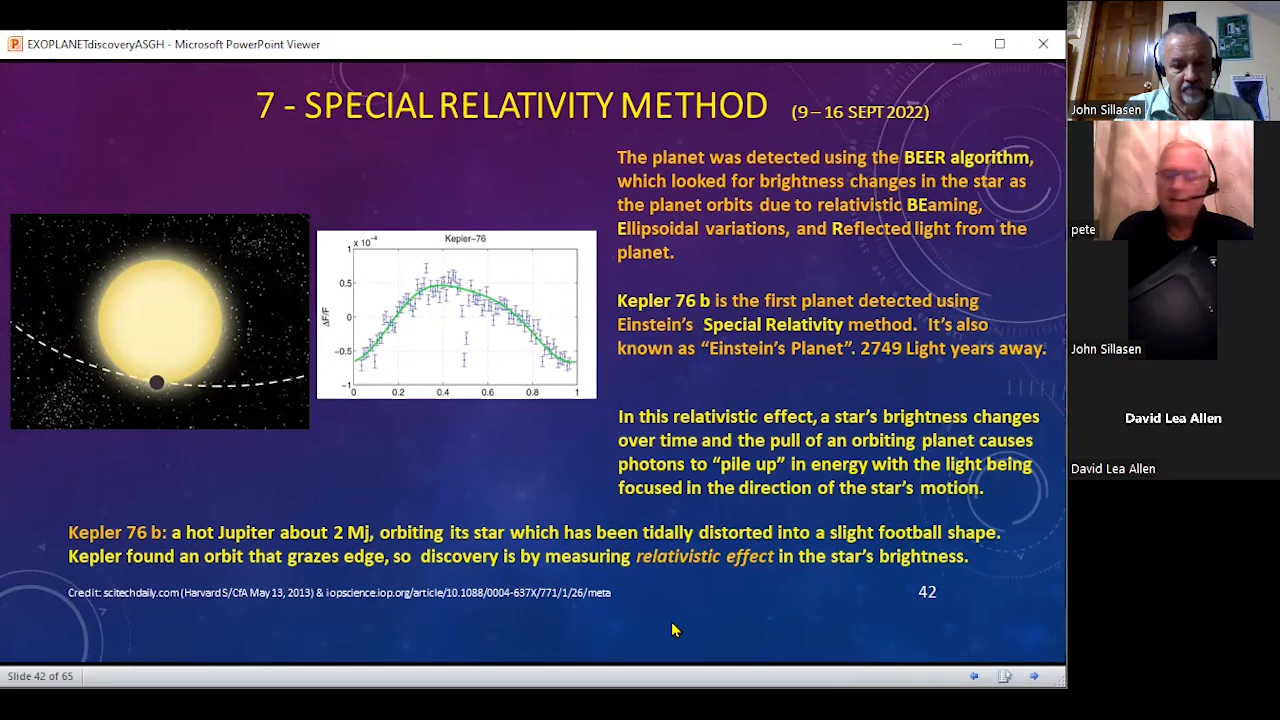 EXOPLANETdiscoveryASGH - Microsoft PowerPoint Viewer
7 - SPECIAL RELATIVITY METHOD (9 – 16 SEPT 2022)
The planet was detected using the BEER algorithm,
which looked for brightness changes in the star as
the planet orbits due to relativistic BEaming,
Ellipsoidal variations, and Reflected light from the
planet.
Kepler 76 b is the first planet detected using
Einstein's Special Relativity method. It's also
known as "Einstein's Planet". 2749 Light years away.
In this relativistic effect, a star's brightness changes
over time and the pull of an orbiting planet causes
photons to "pile up" in energy with the light being
focused in the direction of the star's motion.
x 10⁻⁴
Kepler-76
1
0.5
0
-0.5
-1
ΔF/F
0 0.2 0.4 0.6 0.8 1
Kepler 76 b: a hot Jupiter about 2 Mj, orbiting its star which has been tidally distorted into a slight football shape.
Kepler found an orbit that grazes edge, so discovery is by measuring relativistic effect in the star's brightness.
Credit: scitechdaily.com (Harvard S/CfA May 13, 2013) & iopscience.iop.org/article/10.1088/0004-637X/771/1/26/meta
42
Slide 42 of 65
John Sillasen
pete
John Sillasen
David Lea Allen
David Lea Allen